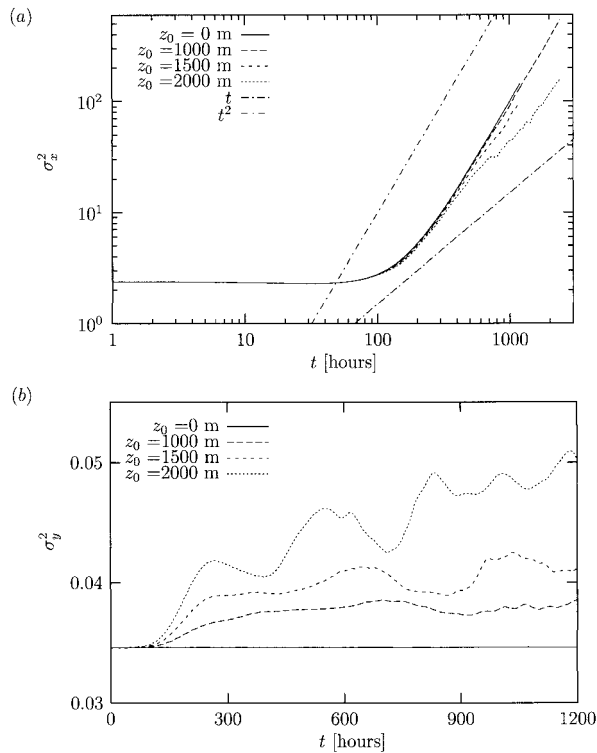 (a)
z₀ = 0 m
z₀ =1000 m
z₀ =1500 m
z₀ =2000 m
t
t²
10²
10¹
10⁰
σ²ₓ
1 10 100 1000
t [hours]
(b)
z₀ =0 m
z₀ =1000 m
z₀ =1500 m
z₀ =2000 m
0.05
0.04
0.03
σ²ᵧ
0 300 600 900 1200
t [hours]